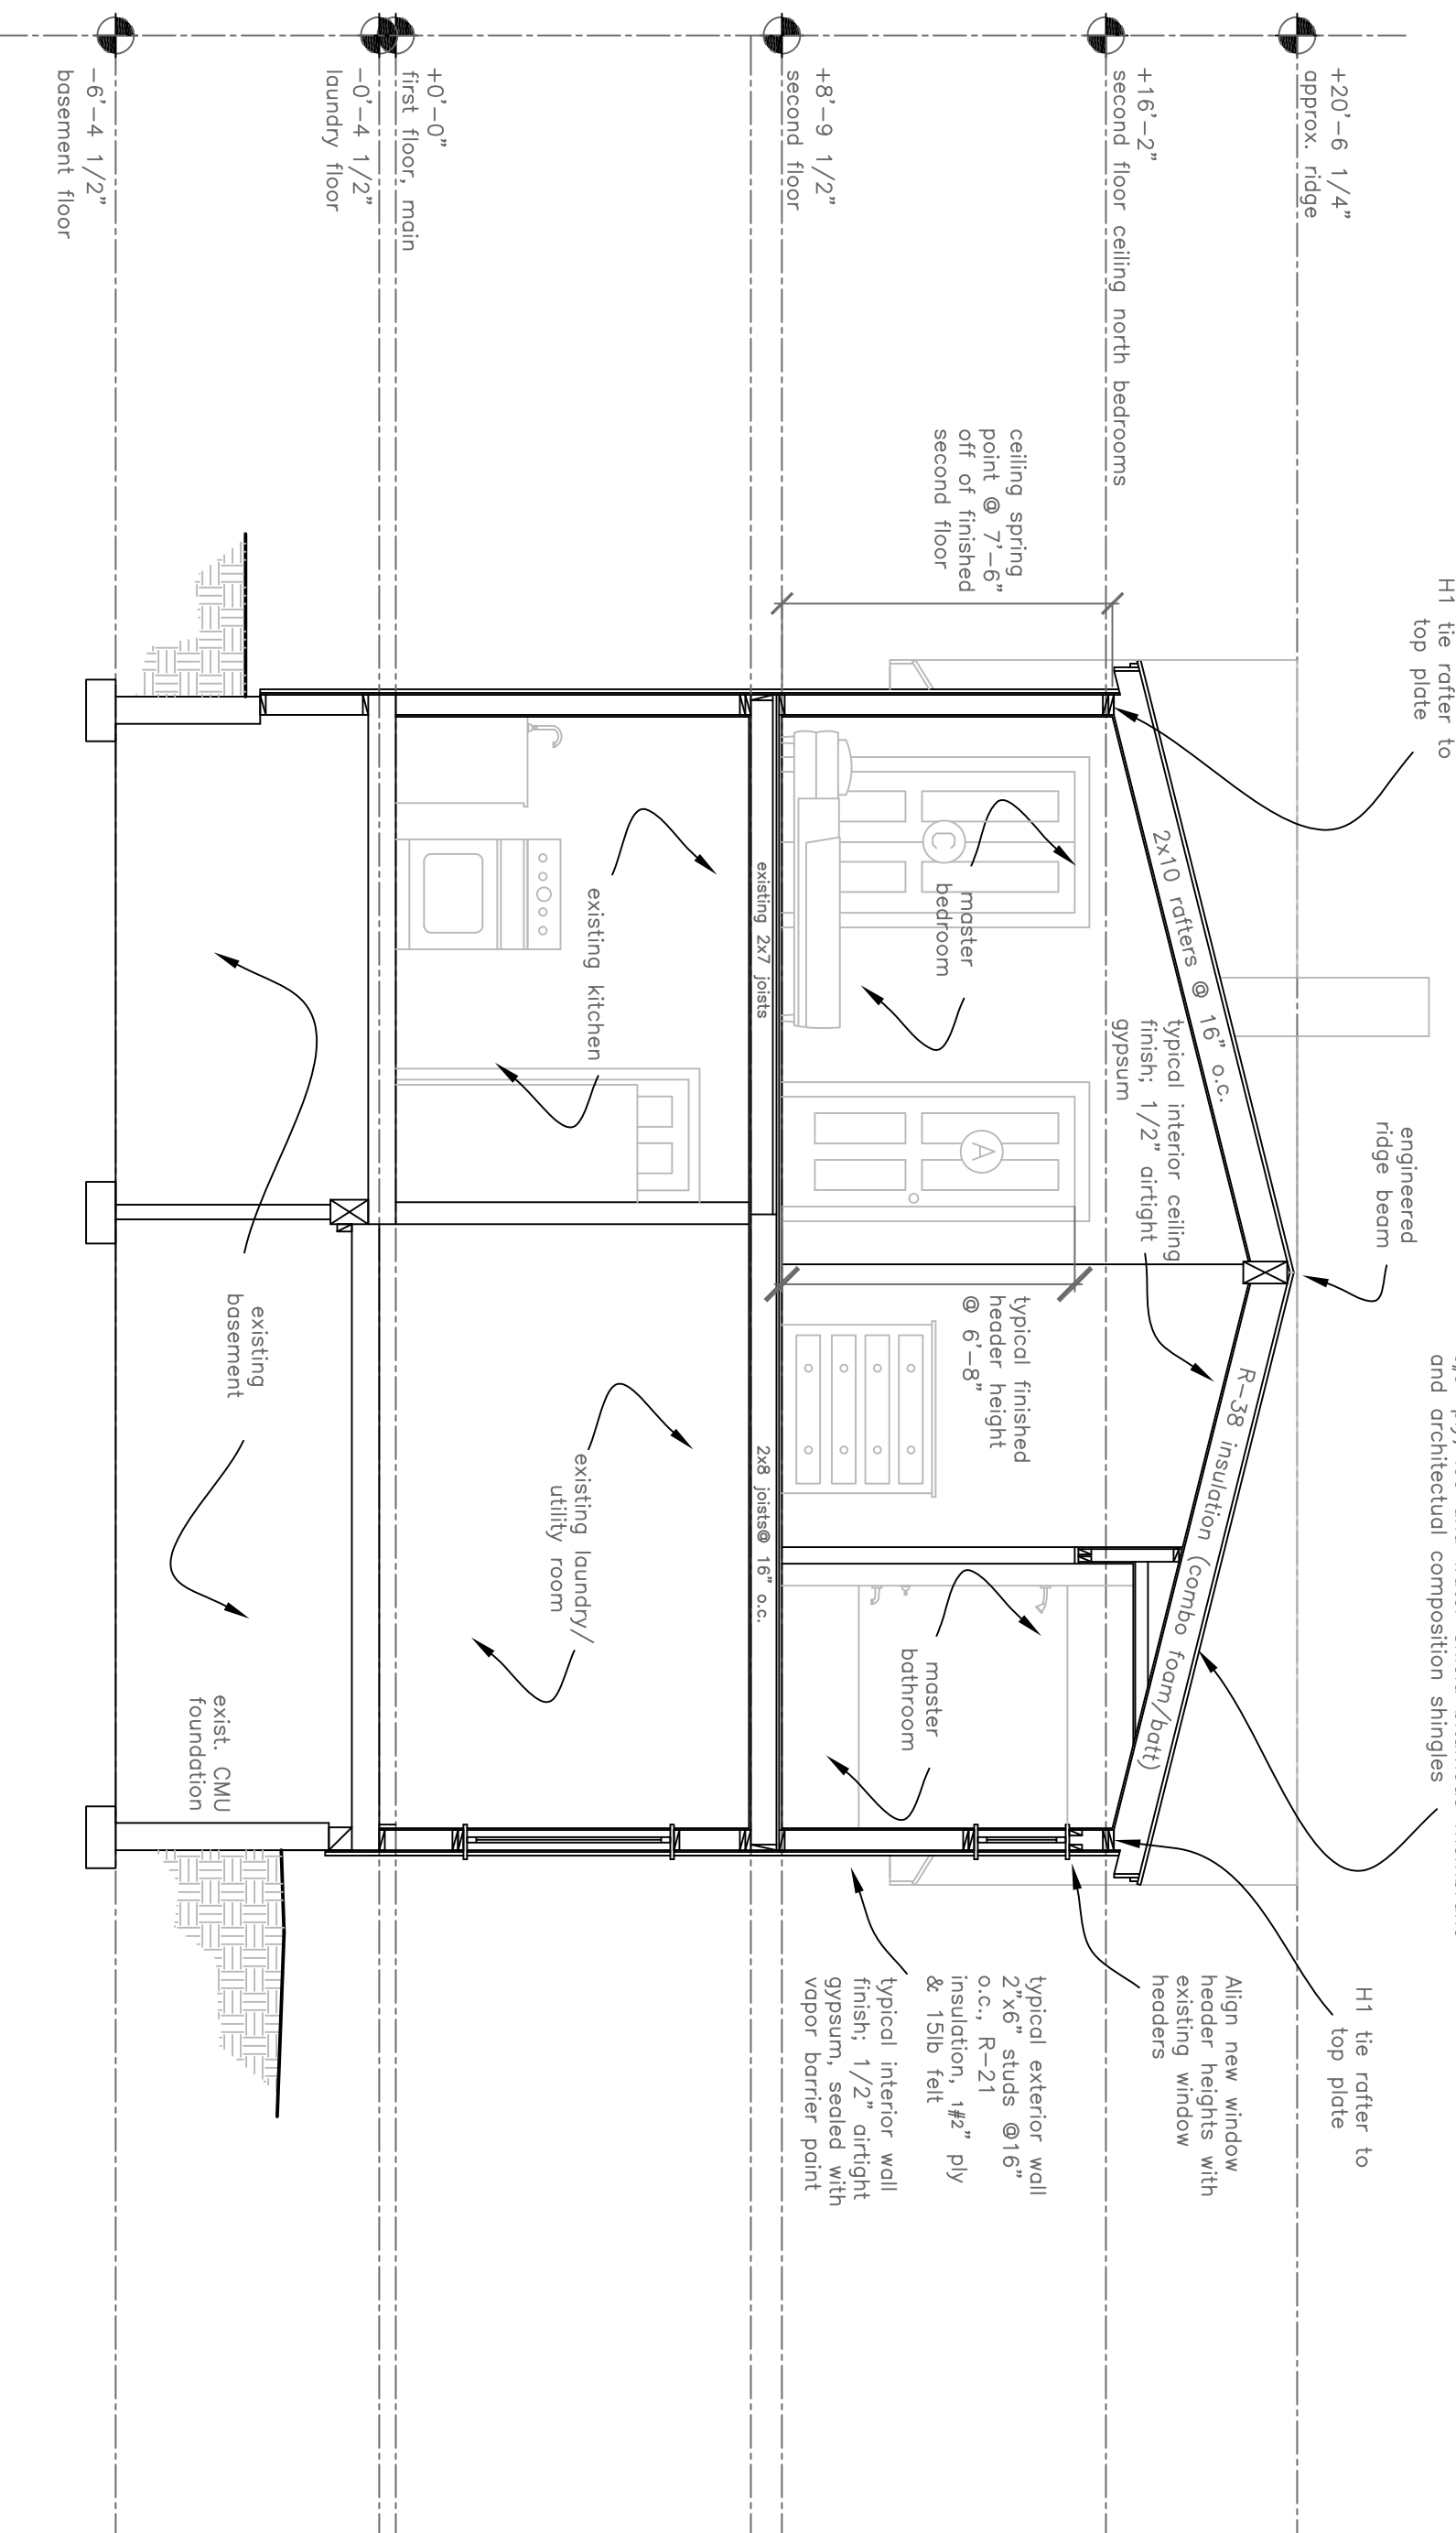 +20'-6 1/4"
approx. ridge
+16'-2"
second floor ceiling north bedrooms
+8'-9 1/2"
second floor
+0'-0"
first floor, main
-0'-4 1/2"
laundry floor
-6'-4 1/2"
basement floor
ceiling spring
point @ 7'-6"
off of finished
second floor
H1 tie rafter to
top plate
2x10 rafters @ 16" o.c.
engineered
ridge beam
and architectural composition shingles
typical interior ceiling
finish; 1/2" airtight
gypsum
R-38 insulation (combo foam/batt)
C
master
bedroom
A
typical finished
header height
@ 6'-8"
master
bathroom
existing 2x7 joists
2x8 joists@ 16" o.c.
existing kitchen
existing laundry/
utility room
existing
basement
exist. CMU
foundation
H1 tie rafter to
top plate
Align new window
header heights with
existing window
headers
typical exterior wall
2"x6" studs @16"
o.c., R-21
insulation, 1#2" ply
& 15lb felt
typical interior wall
finish; 1/2" airtight
gypsum, sealed with
vapor barrier paint